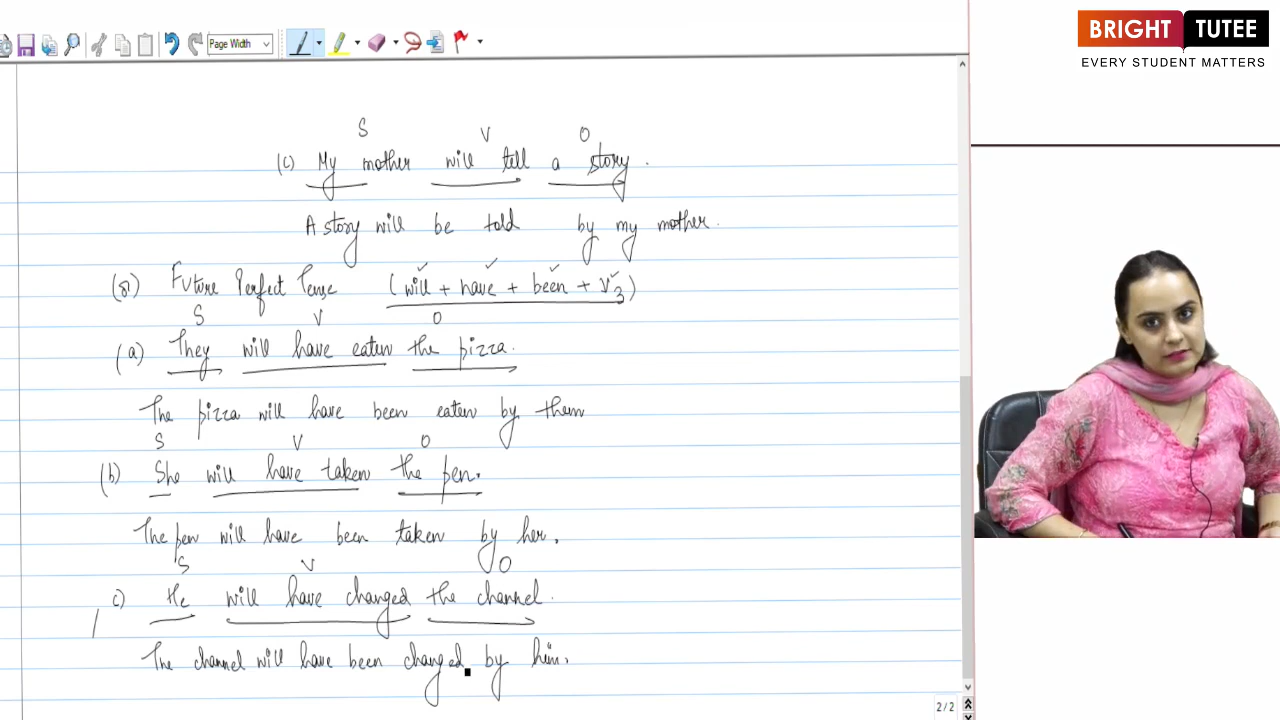 Page Width
BRIGHT TUTEE
EVERY STUDENT MATTERS
S V O
(c) My mother will tell a story.
A story will be told by my mother.
(8) Future Perfect Tense (will + have + been + V3)
S V O
(a) They will have eaten the pizza.
The pizza will have been eaten by them
S V O
(b) She will have taken the pen.
The pen will have been taken by her.
S V O
c) He will have changed the channel.
The channel will have been changed by him.
2/2